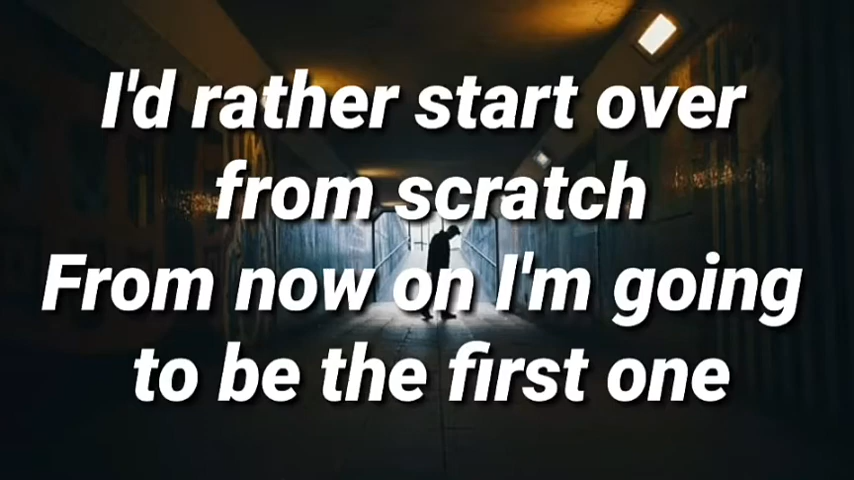 I'd rather start over
from scratch
From now on I'm going
to be the first one